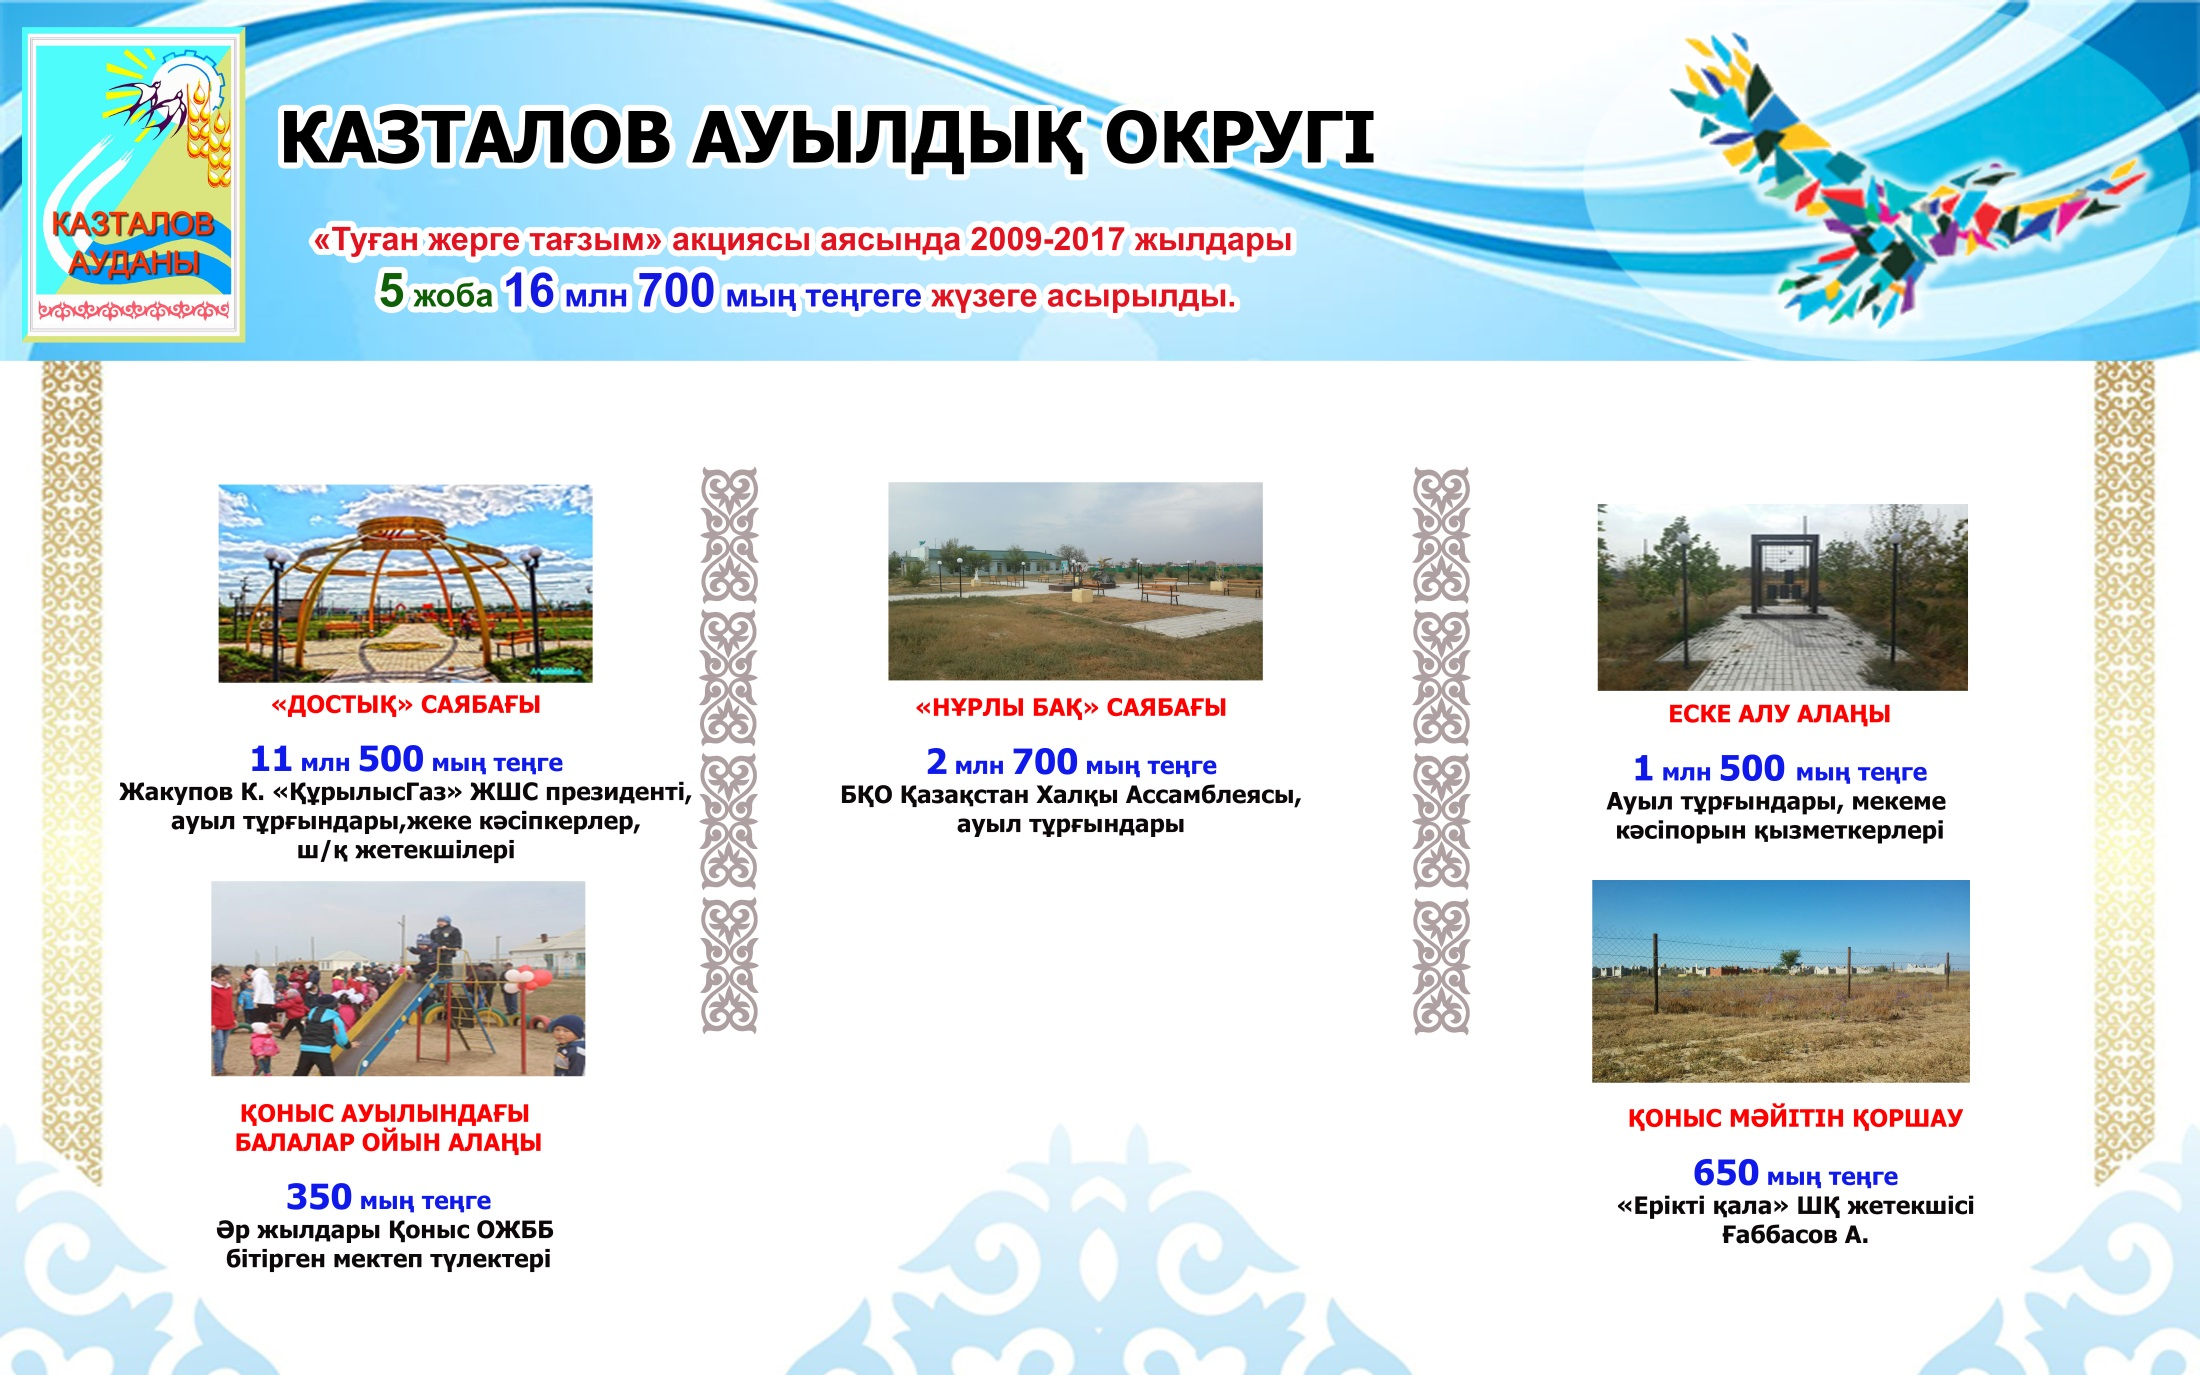 КАЗТАЛОВ
АУДАНЫ
КАЗТАЛОВ АУЫЛДЫҚ ОКРУГІ
«Туған жерге тағзым» акциясы аясында 2009-2017 жылдары
5 жоба 16 млн 700 мың теңгеге жүзеге асырылды.
«ДОСТЫҚ» САЯБАҒЫ
11 млн 500 мың теңге
Жакупов К. «ҚұрылысГаз» ЖШС президенті,
ауыл тұрғындары,жеке кәсіпкерлер,
ш/қ жетекшілері
ҚОНЫС АУЫЛЫНДАҒЫ
БАЛАЛАР ОЙЫН АЛАҢЫ
350 мың теңге
Әр жылдары Қоныс ОЖББ
бітірген мектеп түлектері
«НҰРЛЫ БАҚ» САЯБАҒЫ
2 млн 700 мың теңге
БҚО Қазақстан Халқы Ассамблеясы,
ауыл тұрғындары
ЕСКЕ АЛУ АЛАҢЫ
1 млн 500 мың теңге
Ауыл тұрғындары, мекеме
кәсіпорын қызметкерлері
ҚОНЫС МӘЙІТІН ҚОРШАУ
650 мың теңге
«Ерікті қала» ШҚ жетекшісі
Ғаббасов А.